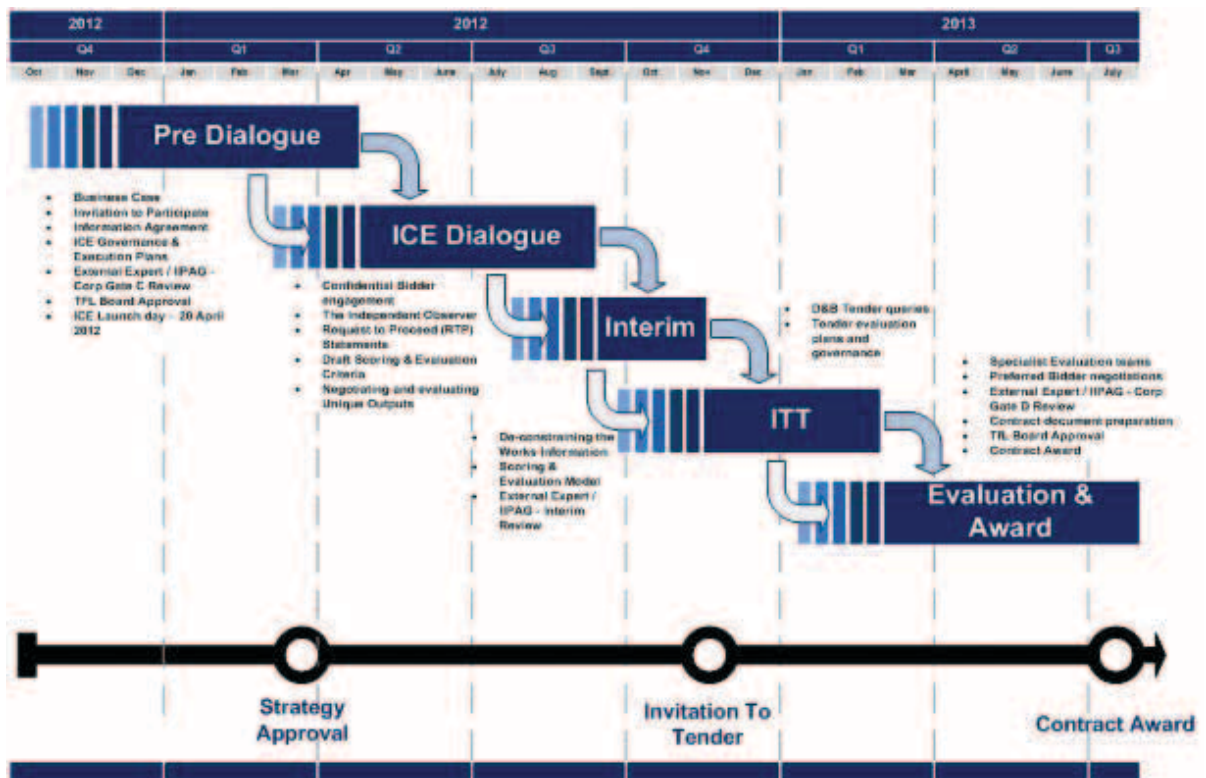 2012 2012 2013
Q4 Q1 Q2 Q3 Q4 Q1 Q2 Q3
Oct Nov Dec Jan Feb Mar Apr May June July Aug Sept Oct Nov Dec Jan Feb Mar April May June July
Pre Dialogue
• Business Case
• Invitation to Participate
• Information Agreement
• ICE Governance &
Execution Plans
• External Expert / IIPAG -
Corp Gate C Review
• TFL Board Approval
• ICE Launch day – 20 April
2012
ICE Dialogue
• Confidential Bidder
engagement
• The Independent Observer
• Request to Proceed (RTP)
Statements
• Draft Scoring & Evaluation
Criteria
• Negotiating and evaluating
Unique Outputs
Interim
• De-constraining the
Works Information
• Scoring &
Evaluation Model
• External Expert /
IIPAG - Interim
Review
ITT
• D&B Tender queries
• Tender evaluation
plans and
governance
Evaluation &
Award
• Specialist Evaluation teams
• Preferred Bidder negotiations
• External Expert / IIPAG - Corp
Gate D Review
• Contract document preparation
• TfL Board Approval
• Contract Award
Strategy
Approval
Invitation To
Tender
Contract Award